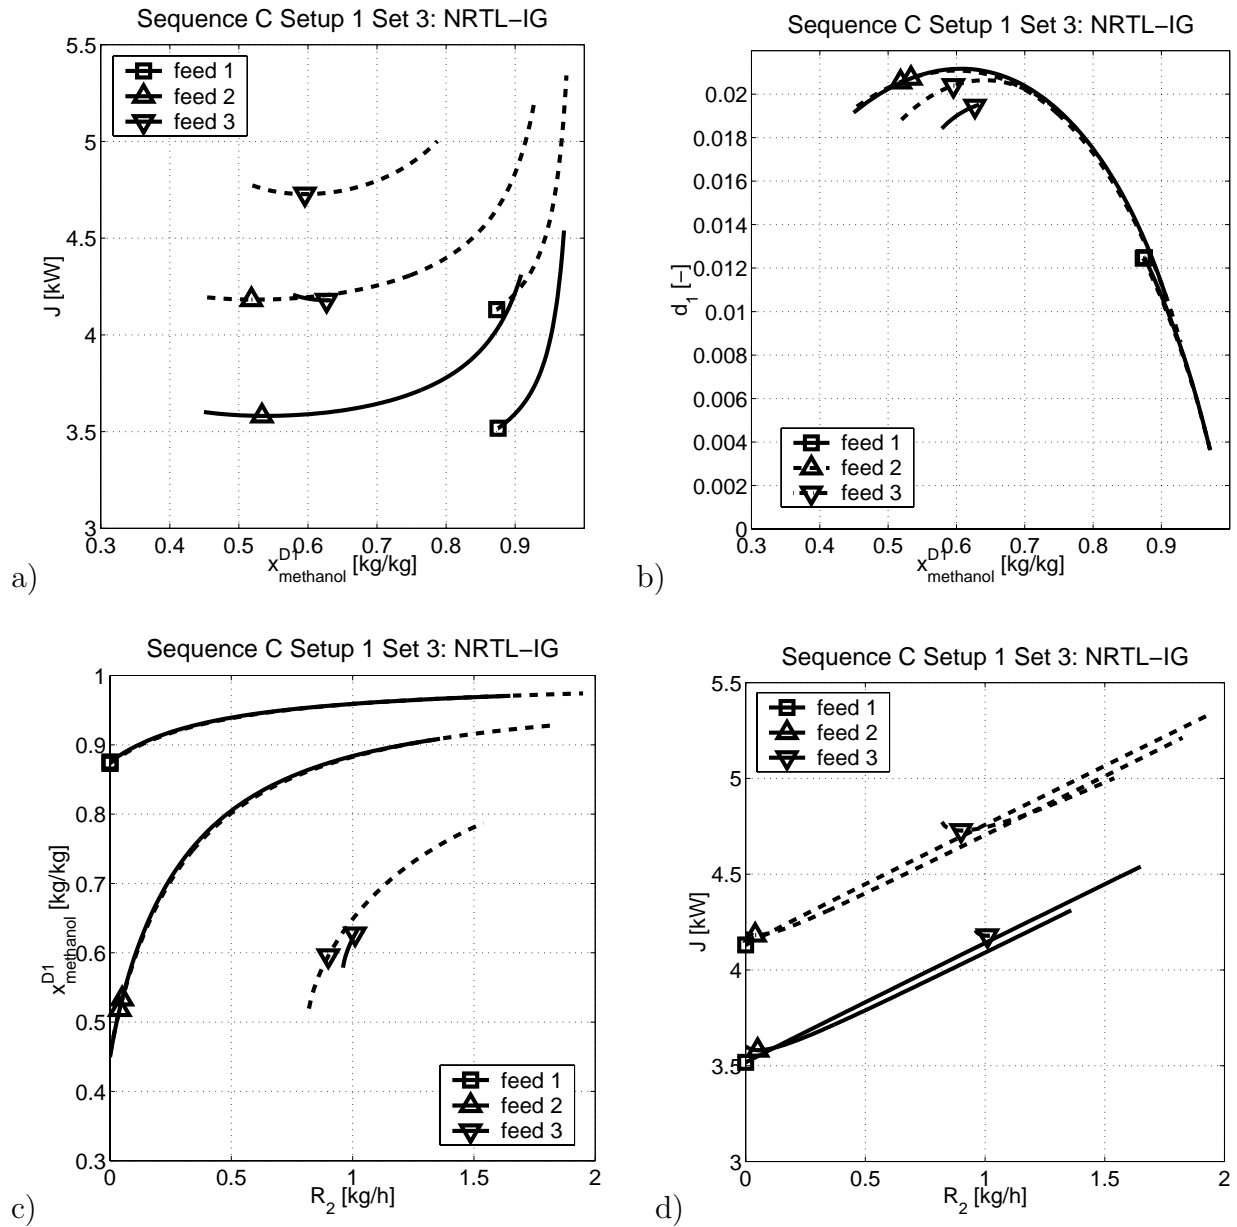 Sequence C Setup 1 Set 3: NRTL−IG
5.5
5
4.5
4
3.5
3
J [kW]
feed 1
feed 2
feed 3
0.3 0.4 0.5 0.6 0.7 0.8 0.9
x_methanol^D1 [kg/kg]
a)
Sequence C Setup 1 Set 3: NRTL−IG
0.02
0.018
0.016
0.014
0.012
0.01
0.008
0.006
0.004
0.002
0
d_1 [−]
feed 1
feed 2
feed 3
0.3 0.4 0.5 0.6 0.7 0.8 0.9
x_methanol^D1 [kg/kg]
b)
Sequence C Setup 1 Set 3: NRTL−IG
1
0.9
0.8
0.7
0.6
0.5
0.4
0.3
x_methanol^D1 [kg/kg]
feed 1
feed 2
feed 3
0 0.5 1 1.5 2
R_2 [kg/h]
c)
Sequence C Setup 1 Set 3: NRTL−IG
5.5
5
4.5
4
3.5
3
J [kW]
feed 1
feed 2
feed 3
0 0.5 1 1.5 2
R_2 [kg/h]
d)